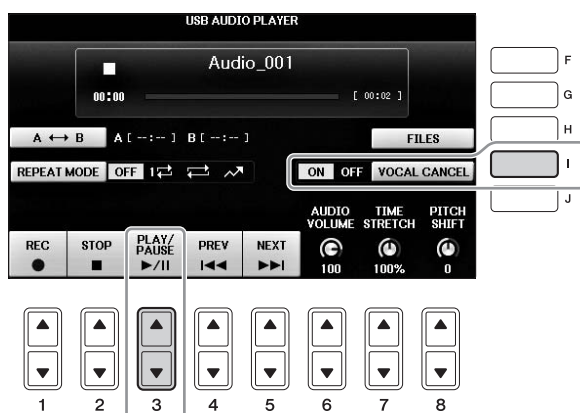 USB AUDIO PLAYER
Audio_001
00:00 [ 00:02 ]
A ↔ B A [ --:-- ] B [ --:-- ] FILES
REPEAT MODE OFF 1 ON OFF VOCAL CANCEL
AUDIO VOLUME TIME STRETCH PITCH SHIFT
REC STOP PLAY/PAUSE PREV NEXT
100 100% 0
F
G
H
I
J
1 2 3 4 5 6 7 8